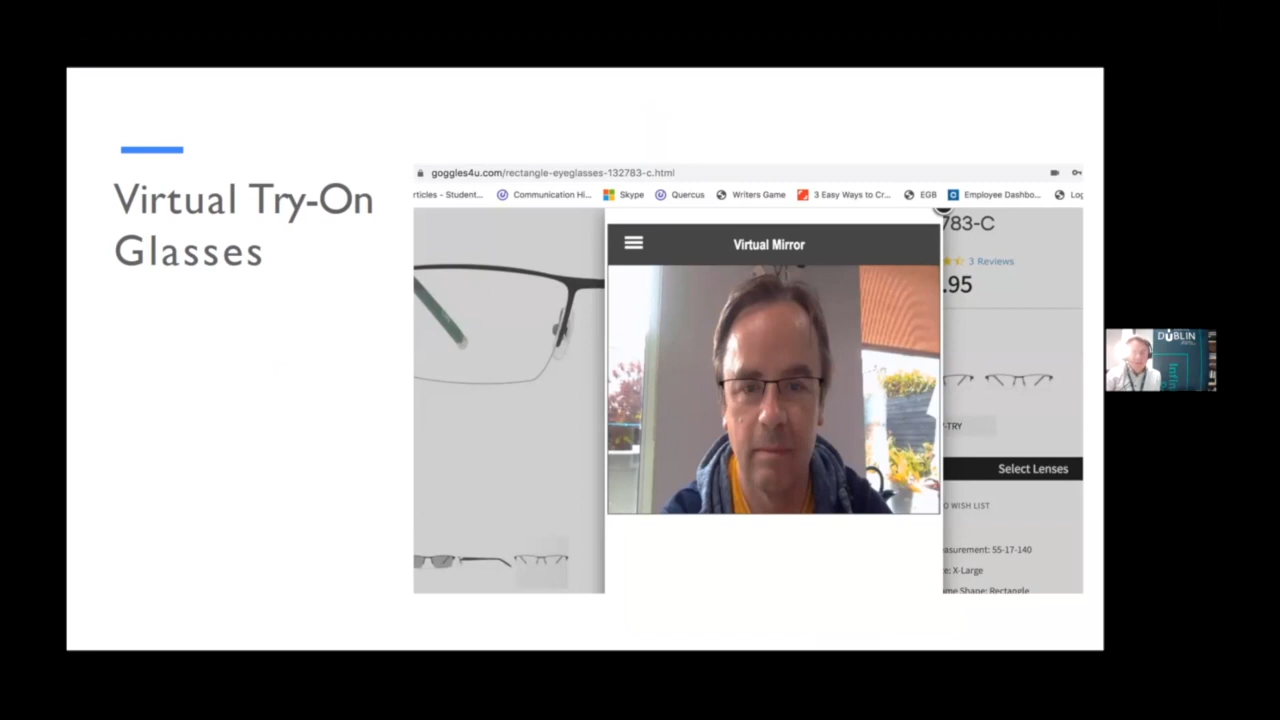 Virtual Try-On
Glasses
goggles4u.com/rectangle-eyeglasses-132783-c.html
rticles - Student... Communication Hi... Skype Quercus Writers Game 3 Easy Ways to Cr... EGB Employee Dashbo... Log
783-C
Virtual Mirror
3 Reviews
.95
-TRY
Select Lenses
O WISH LIST
asurement: 55-17-140
e: X-Large
me Shape: Rectangle
DUBLIN